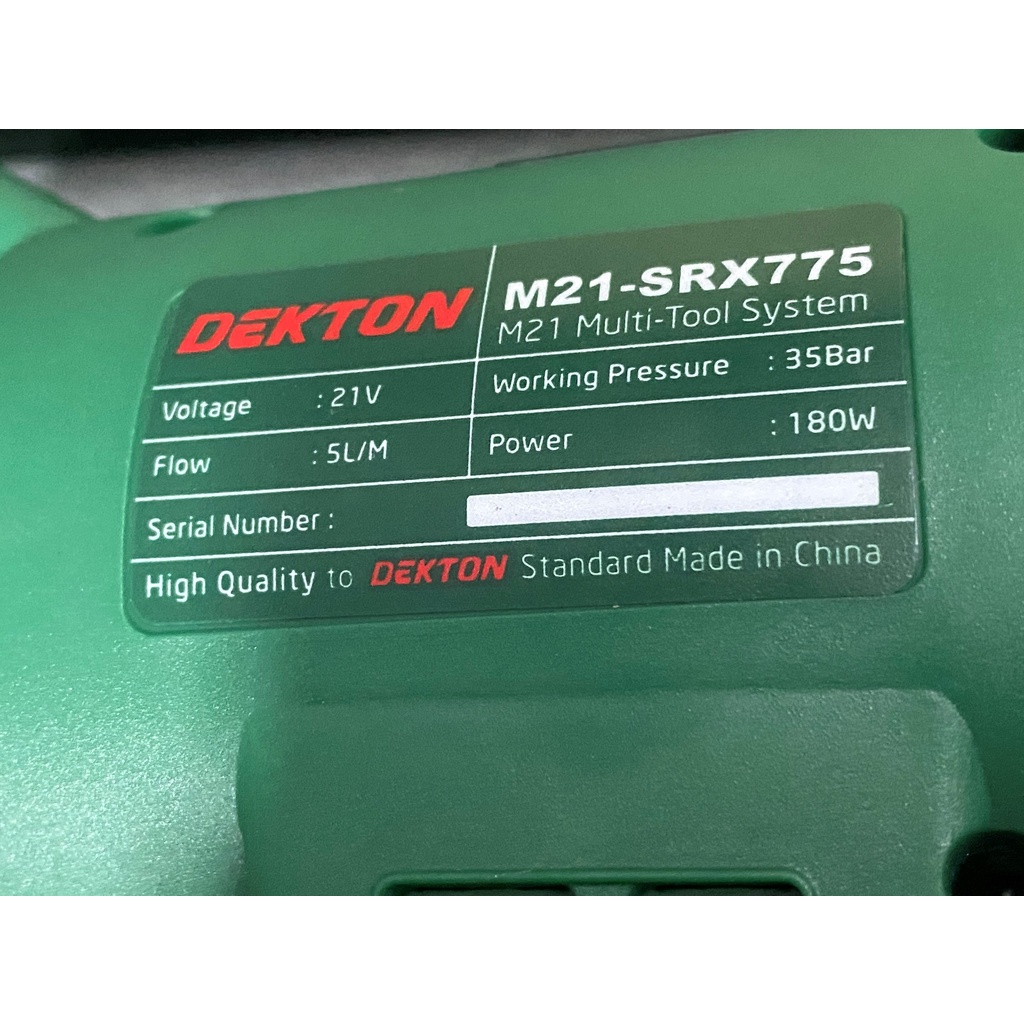 DEKTON
M21-SRX775
M21 Multi-Tool System
Voltage : 21V
Working Pressure : 35Bar
Flow : 5L/M
Power : 180W
Serial Number :
High Quality to DEKTON Standard Made in China